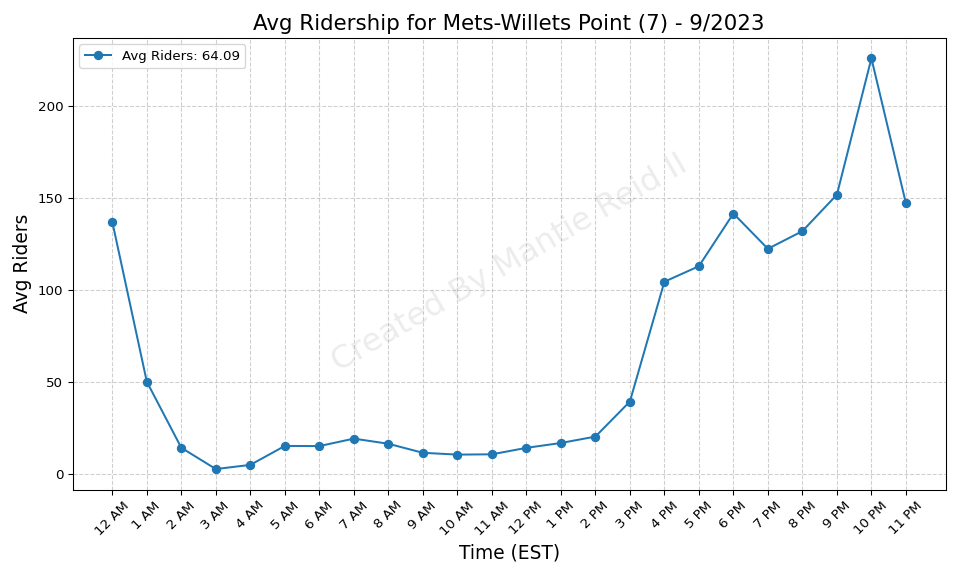 Avg Ridership for Mets-Willets Point (7) - 9/2023
Avg Riders: 64.09
Avg Riders
200
150
100
50
0
Created By Mantie Reid II
12 AM
1 AM
2 AM
3 AM
4 AM
5 AM
6 AM
7 AM
8 AM
9 AM
10 AM
11 AM
12 PM
1 PM
2 PM
3 PM
4 PM
5 PM
6 PM
7 PM
8 PM
9 PM
10 PM
11 PM
Time (EST)